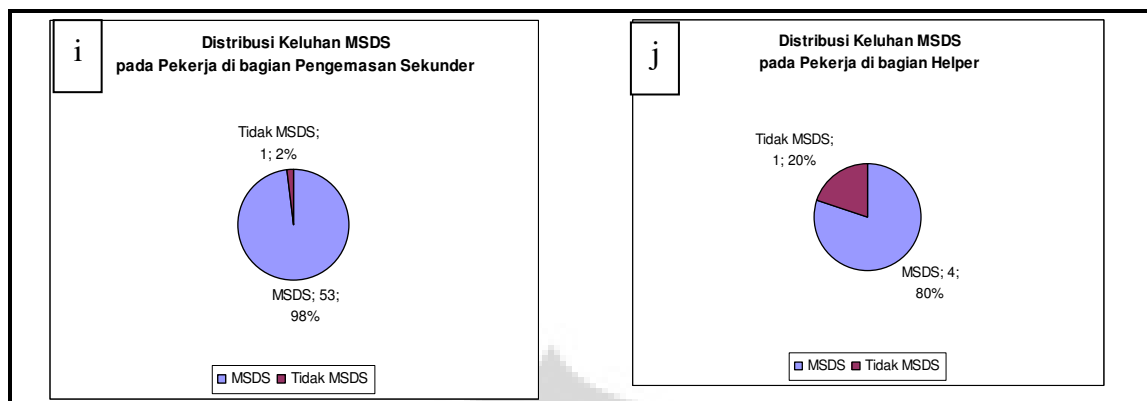 i
Distribusi Keluhan MSDS
pada Pekerja di bagian Pengemasan Sekunder
Tidak MSDS;
1; 2%
MSDS; 53;
98%
MSDS Tidak MSDS
j
Distribusi Keluhan MSDS
pada Pekerja di bagian Helper
Tidak MSDS;
1; 20%
MSDS; 4;
80%
MSDS Tidak MSDS